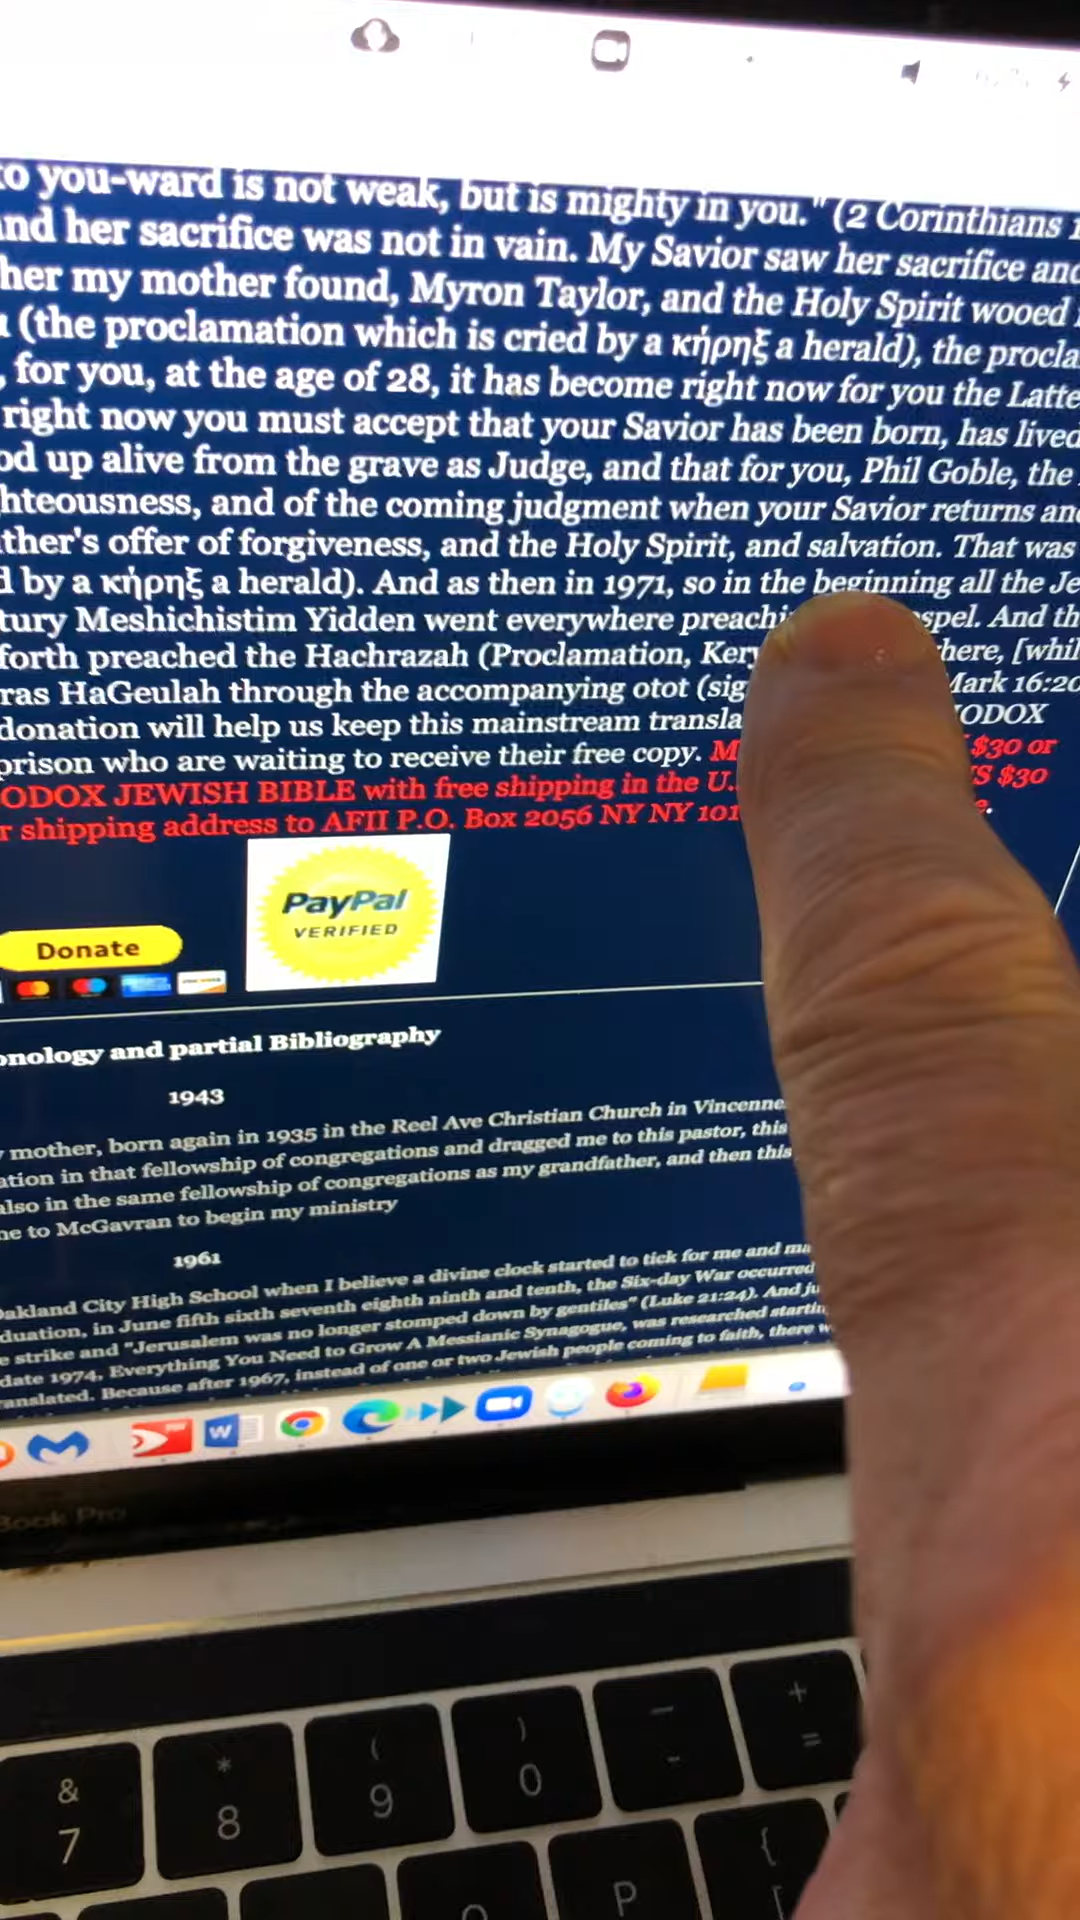 to you-ward is not weak, but is mighty in you." (2 Corinthians
and her sacrifice was not in vain. My Savior saw her sacrifice and
her my mother found, Myron Taylor, and the Holy Spirit wooed
(the proclamation which is cried by a κήρηξ a herald), the procla
, for you, at the age of 28, it has become right now for you the Latte
right now you must accept that your Savior has been born, has lived
od up alive from the grave as Judge, and that for you, Phil Goble, the
hteousness, and of the coming judgment when your Savior returns and
ther's offer of forgiveness, and the Holy Spirit, and salvation. That was
d by a κήρηξ a herald). And as then in 1971, so in the beginning all the Je
tury Meshichistim Yidden went everywhere preachi spel. And th
forth preached the Hachrazah (Proclamation, Kery here, [whil
ras HaGeulah through the accompanying otot (sig Mark 16:20
donation will help us keep this mainstream transla ODOX
prison who are waiting to receive their free copy. M $30 or
ODOX JEWISH BIBLE with free shipping in the U. S $30
r shipping address to AFII P.O. Box 2056 NY NY 101 e.
PayPal
VERIFIED
Donate
onology and partial Bibliography
1943
y mother, born again in 1935 in the Reel Ave Christian Church in Vincenne
ation in that fellowship of congregations and dragged me to this pastor, this
also in the same fellowship of congregations as my grandfather, and then this
me to McGavran to begin my ministry
1961
Oakland City High School when I believe a divine clock started to tick for me and ma
duation, in June fifth sixth seventh eighth ninth and tenth, the Six-day War occurred
e strike and "Jerusalem was no longer stomped down by gentiles" (Luke 21:24). And ju
date 1974, Everything You Need to Grow A Messianic Synagogue, was researched startin
ranslated. Because after 1967, instead of one or two Jewish people coming to faith, there w
W
Book Pro
& * ( ) — +
7 8 9 0 - =
P { [